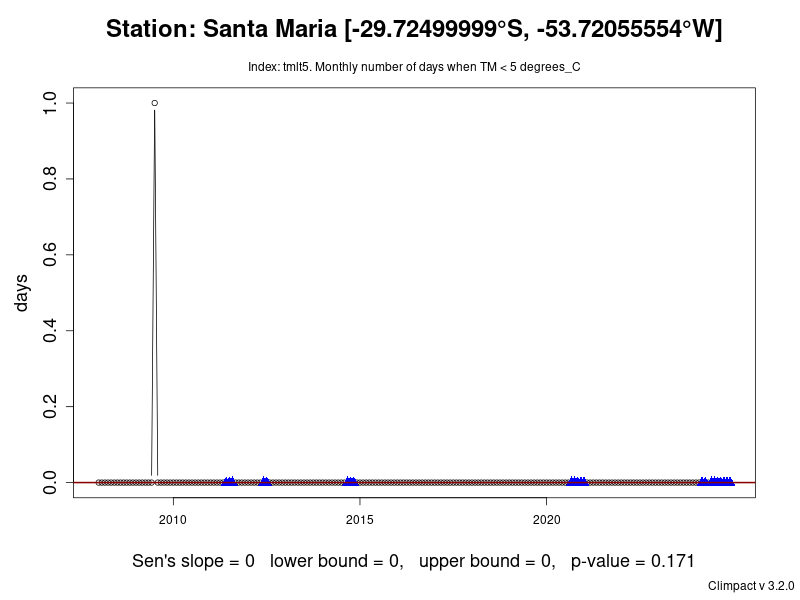 Station: Santa Maria [-29.72499999°S, -53.72055554°W]
Index: tmlt5. Monthly number of days when TM < 5 degrees_C
1.0
0.8
0.6
0.4
0.2
0.0
days
2010 2015 2020
Sen's slope = 0 lower bound = 0, upper bound = 0, p-value = 0.171
Climpact v 3.2.0